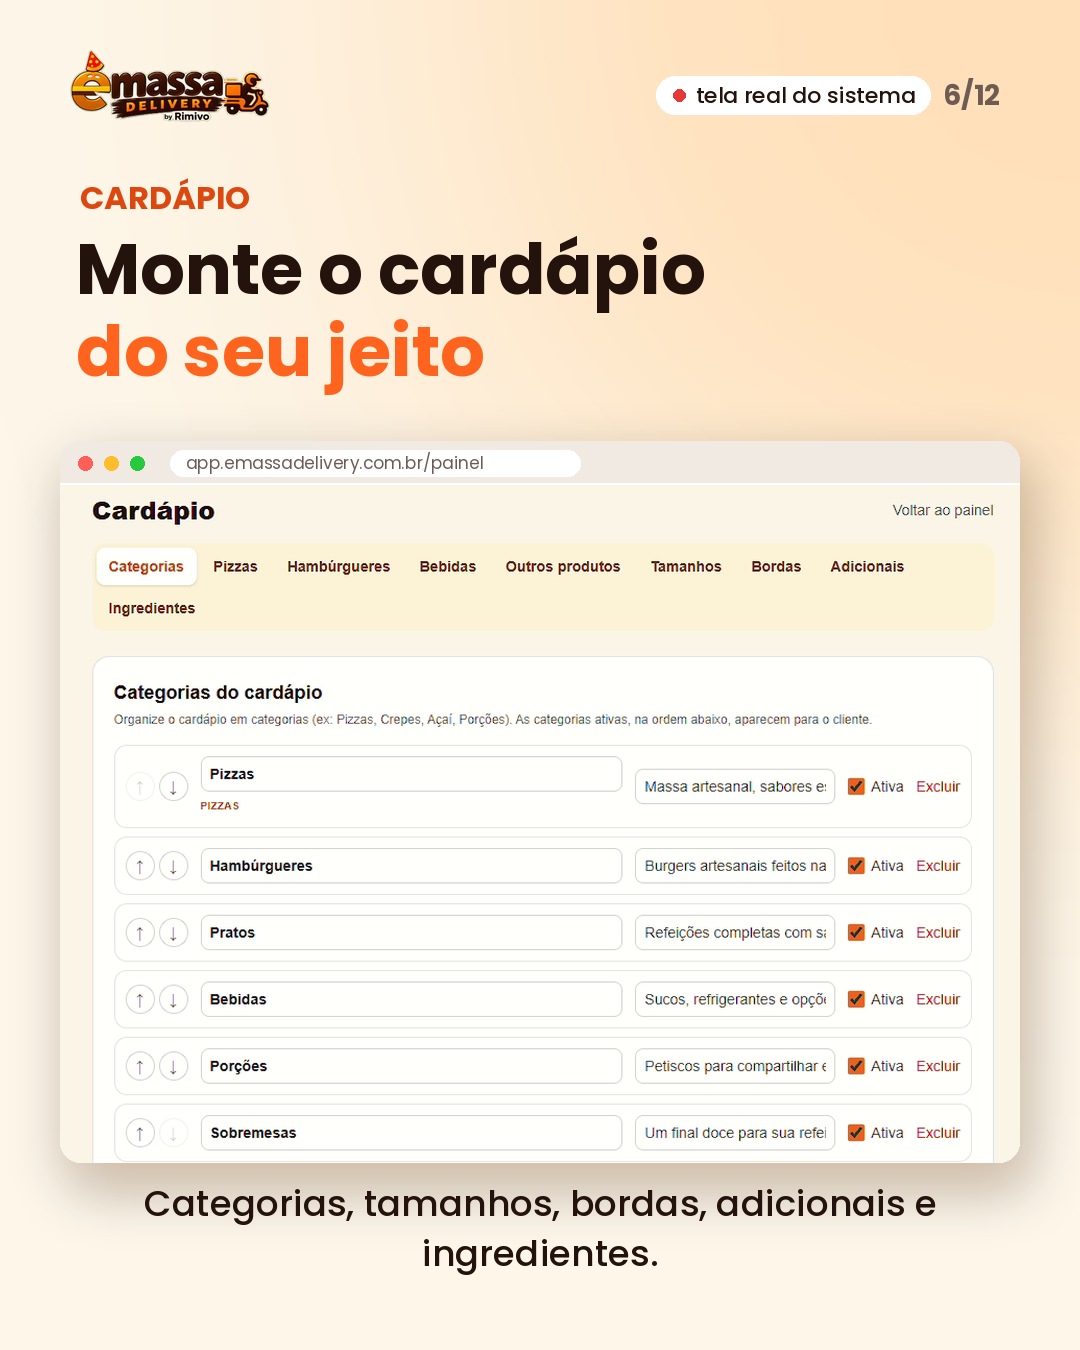 êmassa
DELIVERY
by Rimivo
tela real do sistema
6/12
CARDÁPIO
Monte o cardápio
do seu jeito
app.emassadelivery.com.br/painel
Cardápio
Voltar ao painel
Categorias Pizzas Hambúrgueres Bebidas Outros produtos Tamanhos Bordas Adicionais
Ingredientes
Categorias do cardápio
Organize o cardápio em categorias (ex: Pizzas, Crepes, Açaí, Porções). As categorias ativas, na ordem abaixo, aparecem para o cliente.
↑ ↓ Pizzas Massa artesanal, sabores es Ativa Excluir
PIZZAS
↑ ↓ Hambúrgueres Burgers artesanais feitos na Ativa Excluir
↑ ↓ Pratos Refeições completas com sa Ativa Excluir
↑ ↓ Bebidas Sucos, refrigerantes e opçõe Ativa Excluir
↑ ↓ Porções Petiscos para compartilhar e Ativa Excluir
↑ ↓ Sobremesas Um final doce para sua refei Ativa Excluir
Categorias, tamanhos, bordas, adicionais e
ingredientes.